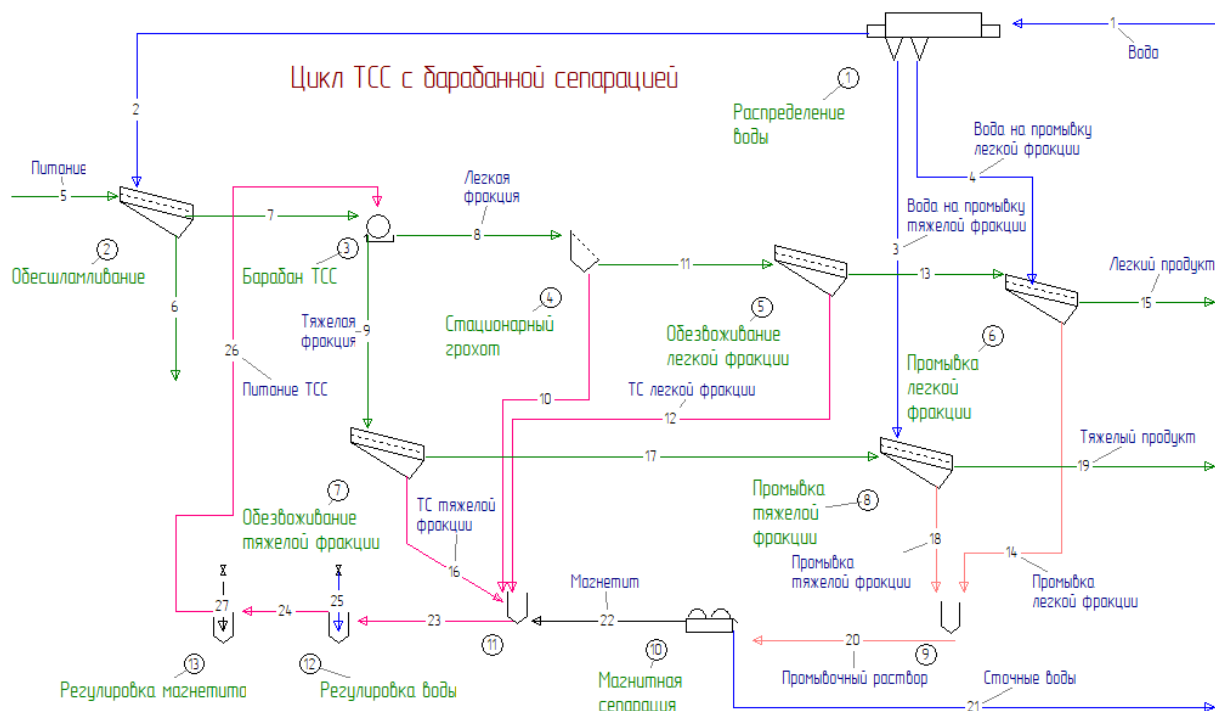 1
Вода
Цикл ТСС с барабанной сепарацией
1
Распределение
воды
2
Вода на промывку
легкой фракции
4
Питание
5
Легкая
фракция
7
8
Вода на промывку
тяжелой фракции
3
2
Обесшламливание
3
Барабан ТСС
11
13
Легкий продукт
15
6
Тяжелая
фракция
9
4
Стационарный
грохот
5
Обезвоживание
легкой фракции
6
Промывка
легкой
фракции
26
Питание ТСС
10
ТС легкой фракции
12
17
Тяжелый продукт
19
7
Обезвоживание
тяжелой фракции
ТС тяжелой
фракции
16
Промывка
тяжелой
фракции
8
18
Промывка
тяжелой фракции
14
Промывка
легкой фракции
Магнетит
22
27
24
25
23
11
20
9
Промывочный раствор
13
Регулировка магнетита
12
Регулировка воды
10
Магнитная
сепарация
Сточные воды
21